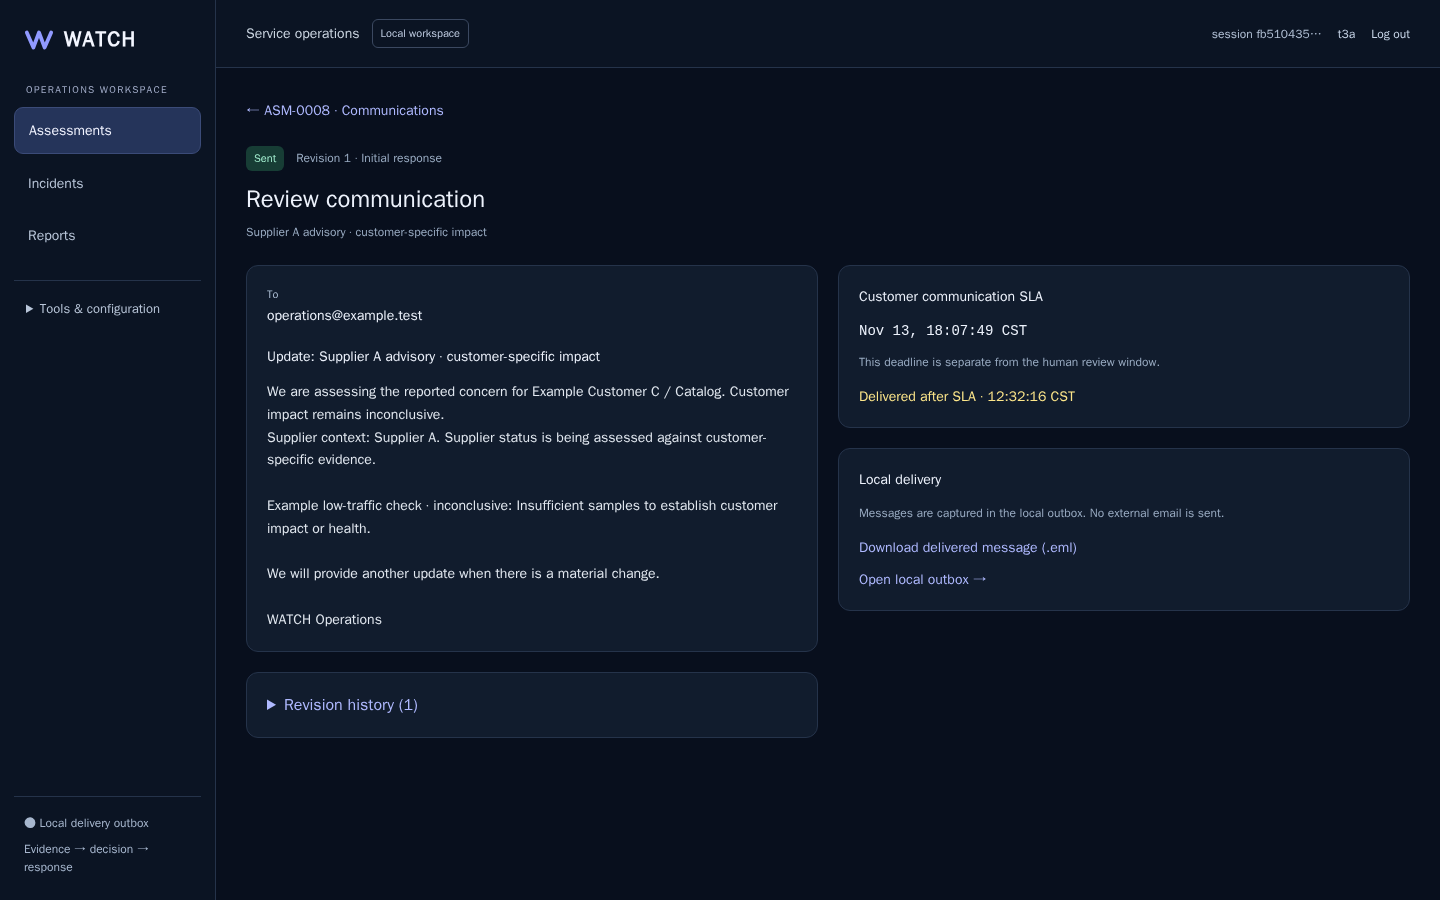 WATCH
OPERATIONS WORKSPACE
Assessments
Incidents
Reports
▶ Tools & configuration
Local delivery outbox
Evidence → decision →
response
Service operations
Local workspace
session fb510435…
t3a
Log out
← ASM-0008 · Communications
Sent
Revision 1 · Initial response
Review communication
Supplier A advisory · customer-specific impact
To
operations@example.test
Update: Supplier A advisory · customer-specific impact
We are assessing the reported concern for Example Customer C / Catalog. Customer
impact remains inconclusive.
Supplier context: Supplier A. Supplier status is being assessed against customer-
specific evidence.
Example low-traffic check · inconclusive: Insufficient samples to establish customer
impact or health.
We will provide another update when there is a material change.
WATCH Operations
▶ Revision history (1)
Customer communication SLA
Nov 13, 18:07:49 CST
This deadline is separate from the human review window.
Delivered after SLA · 12:32:16 CST
Local delivery
Messages are captured in the local outbox. No external email is sent.
Download delivered message (.eml)
Open local outbox →